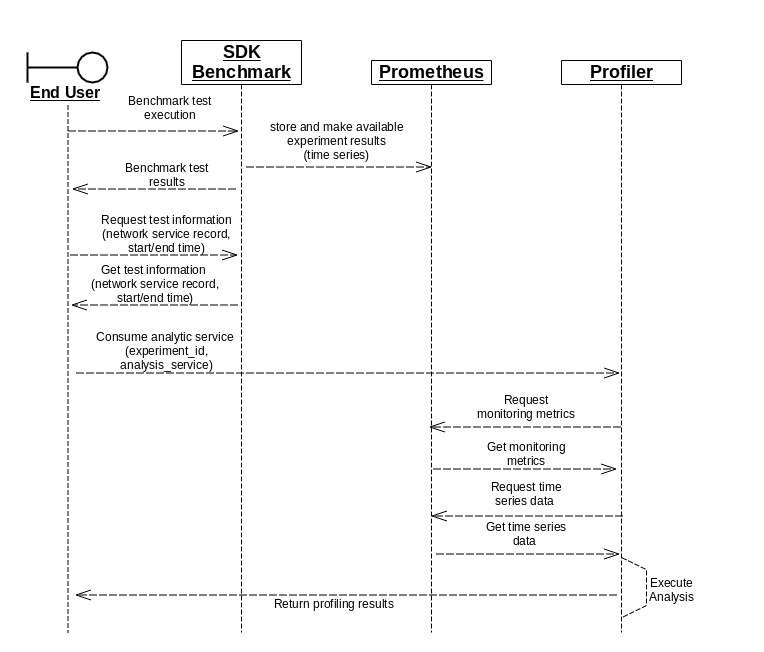 End User
SDK
Benchmark
Prometheus
Profiler
Benchmark test
execution
store and make available
experiment results
(time series)
Benchmark test
results
Request test information
(network service record,
start/end time)
Get test information
(network service record,
start/end time)
Consume analytic service
(experiment_id,
analysis_service)
Request
monitoring metrics
Get monitoring
metrics
Request time
series data
Get time series
data
Execute
Analysis
Return profiling results